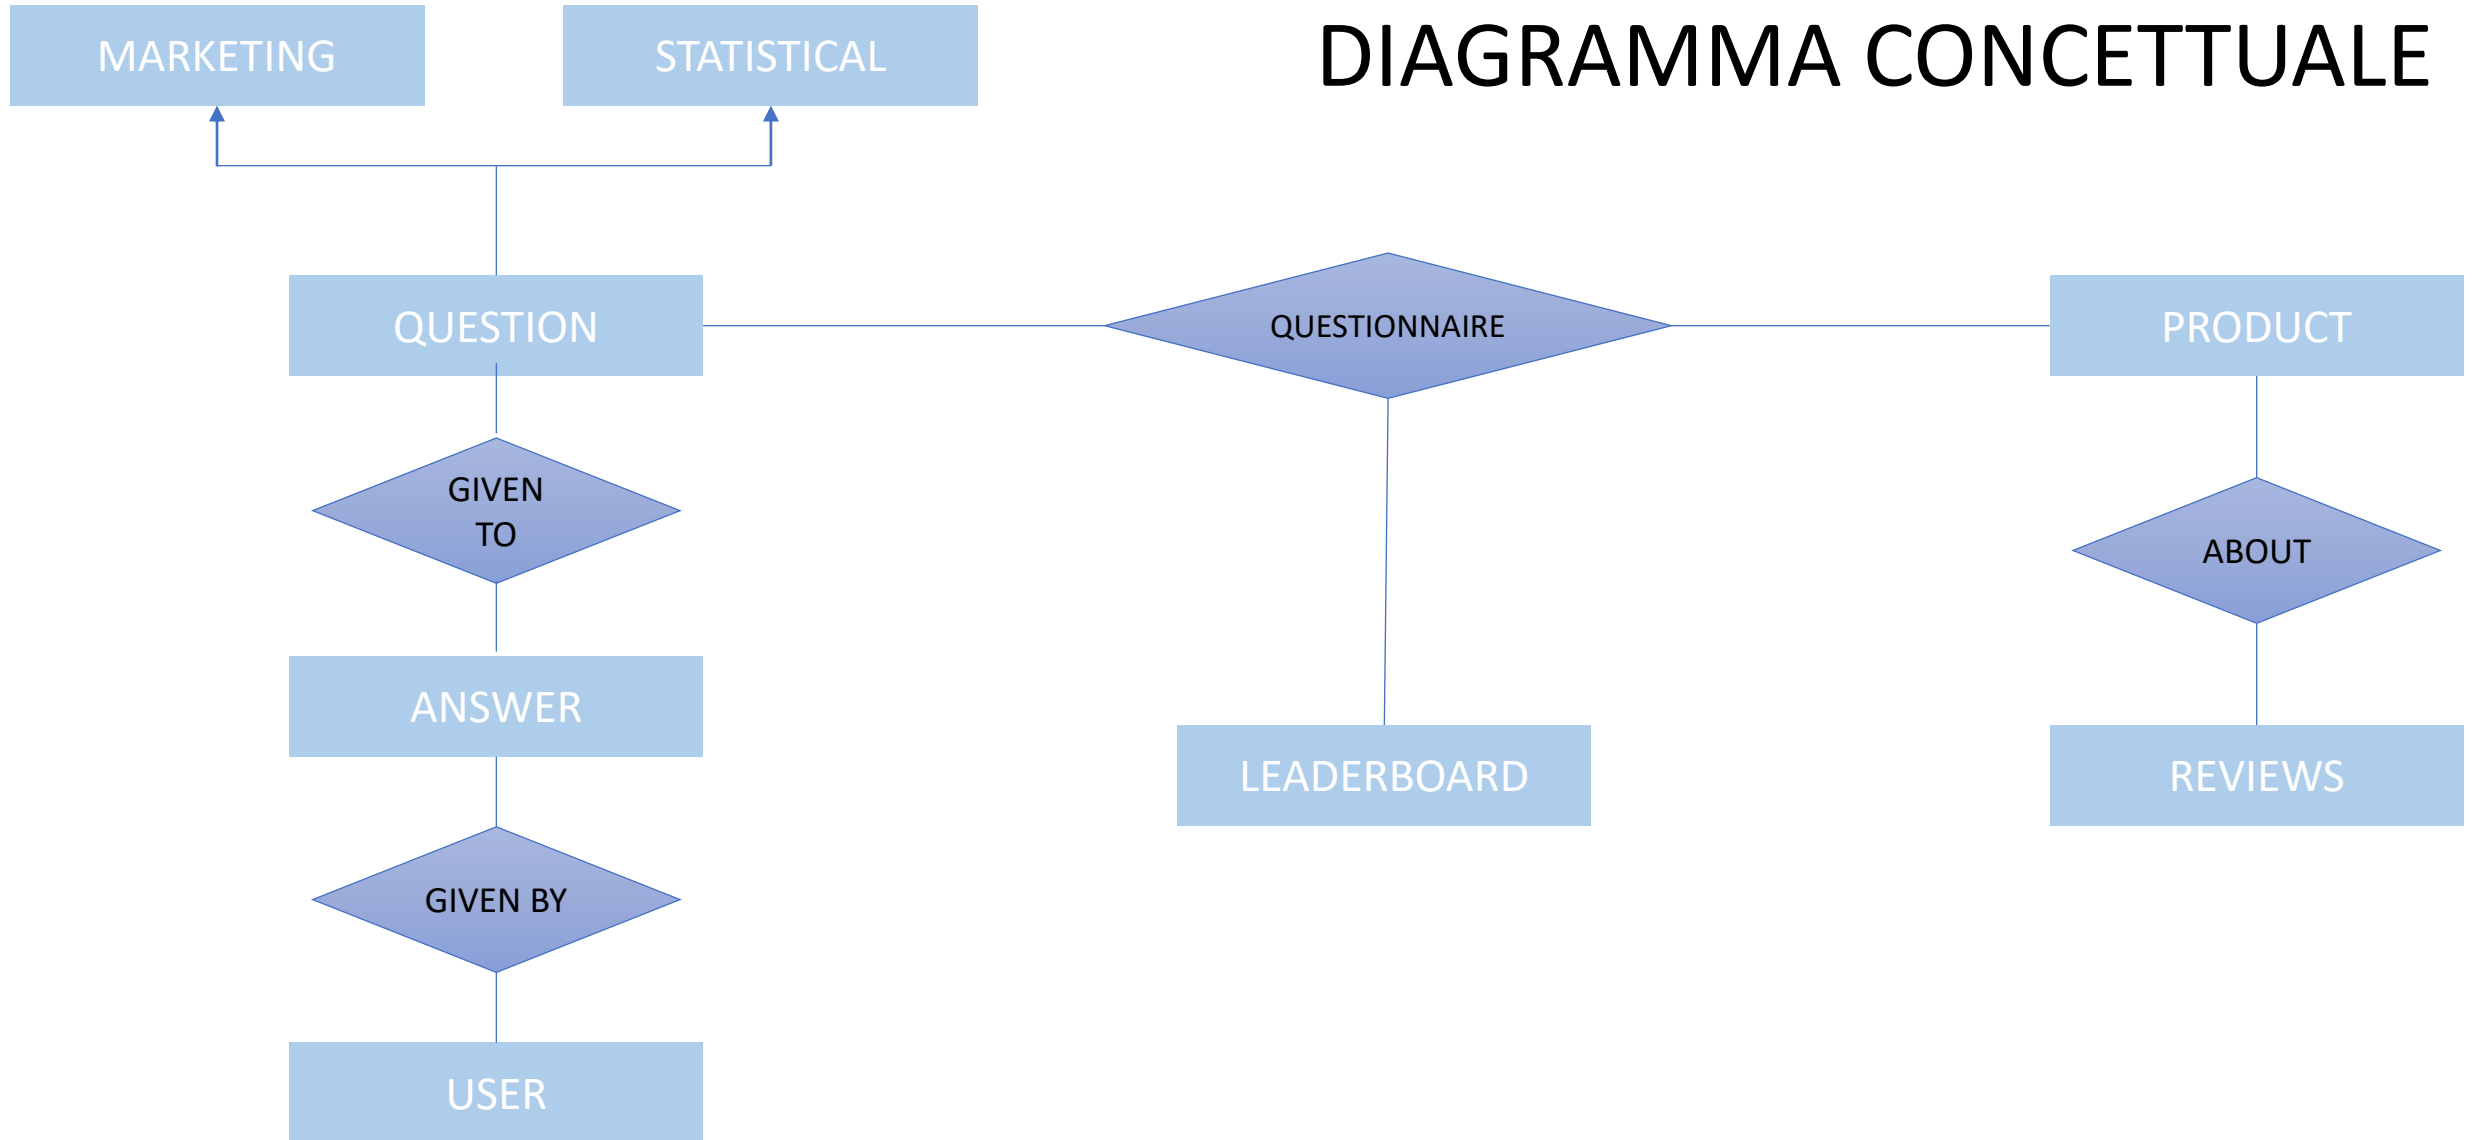 MARKETING
STATISTICAL
DIAGRAMMA CONCETTUALE
QUESTION
QUESTIONNAIRE
PRODUCT
GIVEN
TO
ABOUT
ANSWER
LEADERBOARD
REVIEWS
GIVEN BY
USER